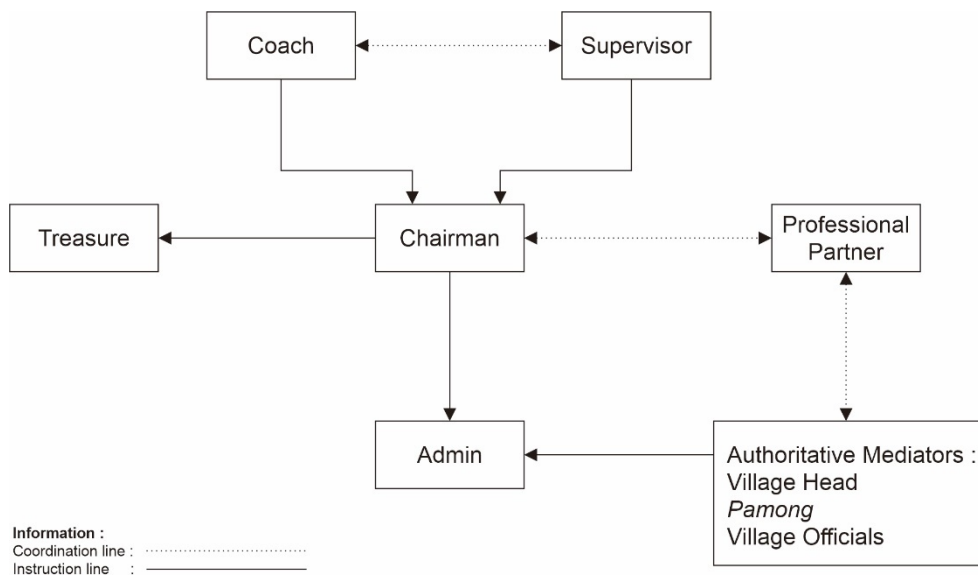 Coach
Supervisor
Treasure
Chairman
Professional
Partner
Admin
Authoritative Mediators :
Village Head
Pamong
Village Officials
Information :
Coordination line :
Instruction line :